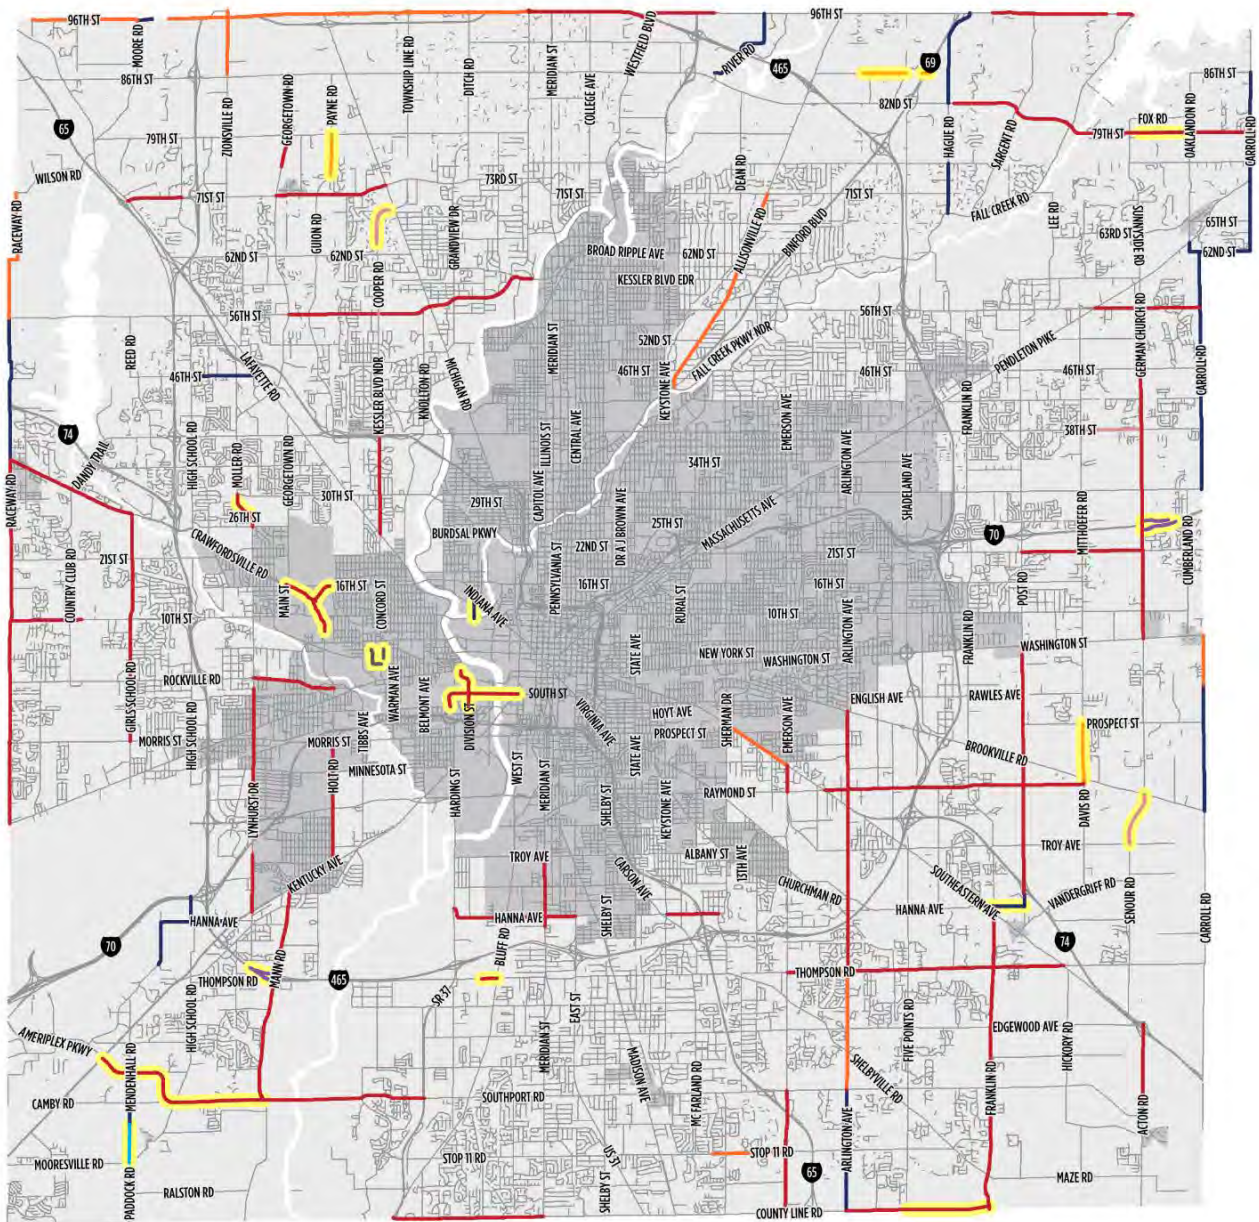 96TH ST
96TH ST
MOORE RD
TOWNSHIP LINE RD
DITCH RD
MERIDIAN ST
COLLEGE AVE
WESTFIELD BLVD
RIVER RD
465
69
86TH ST
86TH ST
ZIONSVILLE RD
GEORGETOWN RD
PAYNE RD
82ND ST
HAGUE RD
SARGENT RD
FOX RD
79TH ST
OAKLANDON RD
CARROLL RD
65
79TH ST
WILSON RD
RACEWAY RD
71ST ST
73RD ST
71ST ST
DEAN RD
71ST ST
FALL CREEK RD
LEE RD
63RD ST
SUNNYSIDE RD
65TH ST
62ND ST
GUION RD
62ND ST
62ND ST
GRANDVIEW DR
BROAD RIPPLE AVE
62ND ST
ALLISONVILLE RD
BINFORD BLVD
COOPER RD
KESSLER BLVD EDR
56TH ST
56TH ST
GERMAN CHURCH RD
REED RD
LAFAYETTE RD
46TH ST
KESSLER BLVD NDR
KNOLLTON RD
MICHIGAN RD
MERIDIAN ST
52ND ST
46TH ST
KEYSTONE AVE
FALL CREEK PKWY NDR
46TH ST
PENDLETON PIKE
46TH ST
CARROLL RD
74
DANDY TRAIL
RACEWAY RD
HIGH SCHOOL RD
MOLLER RD
GEORGETOWN RD
30TH ST
26TH ST
ILLINOIS ST
CENTRAL AVE
CAPITOL AVE
29TH ST
BURDSAL PKWY
34TH ST
EMERSON AVE
ARLINGTON AVE
SHADELAND AVE
FRANKLIN RD
38TH ST
25TH ST
MASSACHUSETTS AVE
DR A J BROWN AVE
22ND ST
21ST ST
70
MITTHOEFER RD
CUMBERLAND RD
CRAWFORDSVILLE RD
21ST ST
COUNTRY CLUB RD
10TH ST
MAIN ST
16TH ST
CONCORD ST
INDIANA AVE
PENNSYLVANIA ST
16TH ST
RURAL ST
16TH ST
10TH ST
POST RD
ARLINGTON AVE
FRANKLIN RD
WASHINGTON ST
STATE AVE
NEW YORK ST
WASHINGTON ST
ROCKVILLE RD
GIRLS SCHOOL RD
HIGH SCHOOL RD
MORRIS ST
WARMAN AVE
BELMONT AVE
TIBBS AVE
DIVISION ST
SOUTH ST
VIRGINIA AVE
HOYT AVE
PROSPECT ST
SHERMAN DR
EMERSON AVE
ENGLISH AVE
RAWLES AVE
PROSPECT ST
BROOKVILLE RD
MORRIS ST
HOLT RD
LYNHURST DR
MINNESOTA ST
HARDING ST
WEST ST
MERIDIAN ST
STATE AVE
SHELBY ST
KEYSTONE AVE
RAYMOND ST
DAVIS RD
TROY AVE
TROY AVE
ALBANY ST
13TH AVE
CARSON AVE
CHURCHMAN RD
SOUTHEASTERN AVE
VANDERGRIFF RD
SENOUR RD
KENTUCKY AVE
HANNA AVE
HANNA AVE
SHELBY ST
HANNA AVE
74
CARROLL RD
70
THOMPSON RD
MANN RD
465
SR 37
BLUFF RD
EAST ST
THOMPSON RD
65
HIGH SCHOOL RD
AMERIPLEX PKWY
MENDENHALL RD
MERIDIAN ST
MADISON AVE
MC FARLAND RD
FIVE POINTS RD
EDGEWOOD AVE
HICKORY RD
SHELBYVILLE RD
FRANKLIN RD
ACTON RD
CAMBY RD
SOUTHPORT RD
ARLINGTON AVE
MOORESVILLE RD
PADDOCK RD
RALSTON RD
STOP 11 RD
US 31
SHELBY ST
STOP 11 RD
65
MAZE RD
COUNTY LINE RD